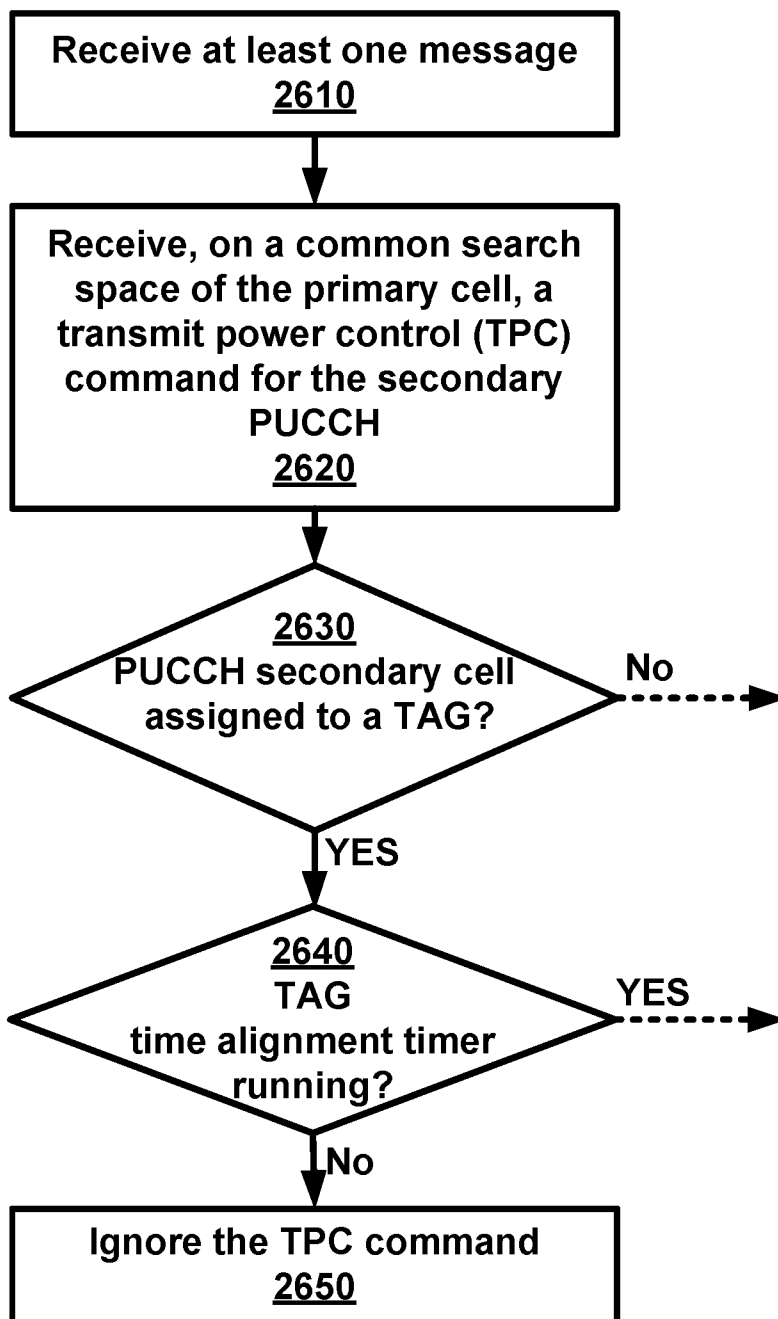 Receive at least one message
2610
Receive, on a common search
space of the primary cell, a
transmit power control (TPC)
command for the secondary
PUCCH
2620
2630
PUCCH secondary cell
assigned to a TAG?
No
YES
2640
TAG
time alignment timer
running?
YES
No
Ignore the TPC command
2650